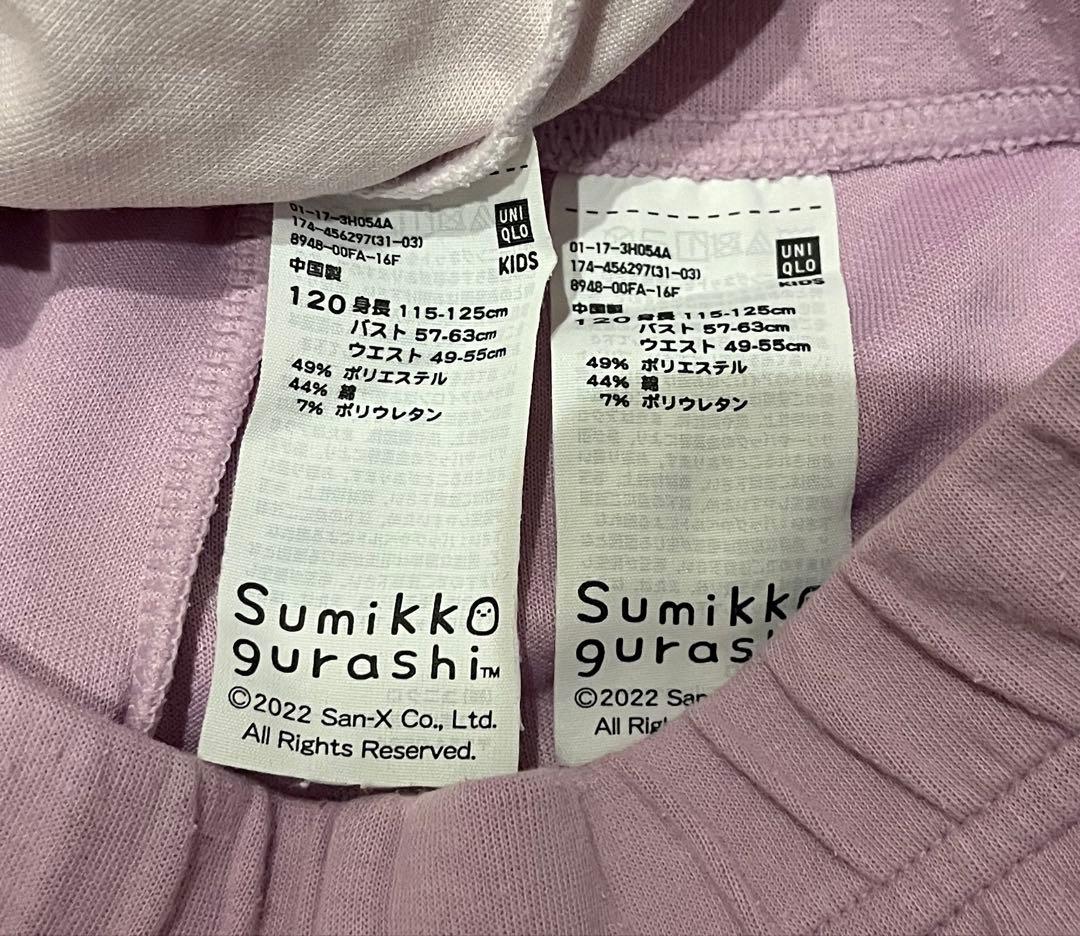 01-17-3H054A
174-456297(31-03)
8948-00FA-16F
UNI
QLO
KIDS
中国製
120 身長 115-125cm
バスト 57-63cm
ウエスト 49-55cm
49% ポリエステル
44% 綿
7% ポリウレタン
Sumikko
gurashi™
©2022 San-X Co., Ltd.
All Rights Reserved.
01-17-3H054A
174-456297(31-03)
8948-00FA-16F
UNI
QLO
KIDS
中国製
120 身長 115-125cm
バスト 57-63cm
ウエスト 49-55cm
49% ポリエステル
44% 綿
7% ポリウレタン
Sumikk
guras
©2022 San
All